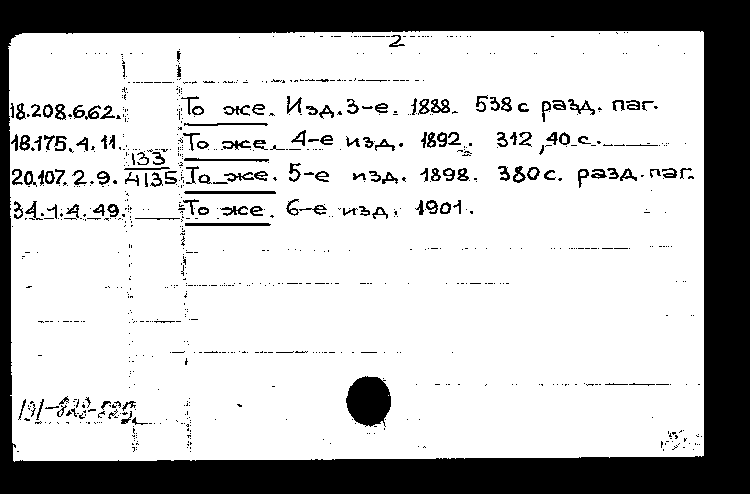 2
18.208.6.62. То же. Изд. 3-е. 1888. 538 с разд. паг.
18.175.4.11. То же. 4-е изд. 1892. 312, 40 с.
133
20.107.2.9. 4135 То же. 5-е изд. 1898. 380 с. разд. паг.
34.1.4.49. То же. 6-е изд. 1901.